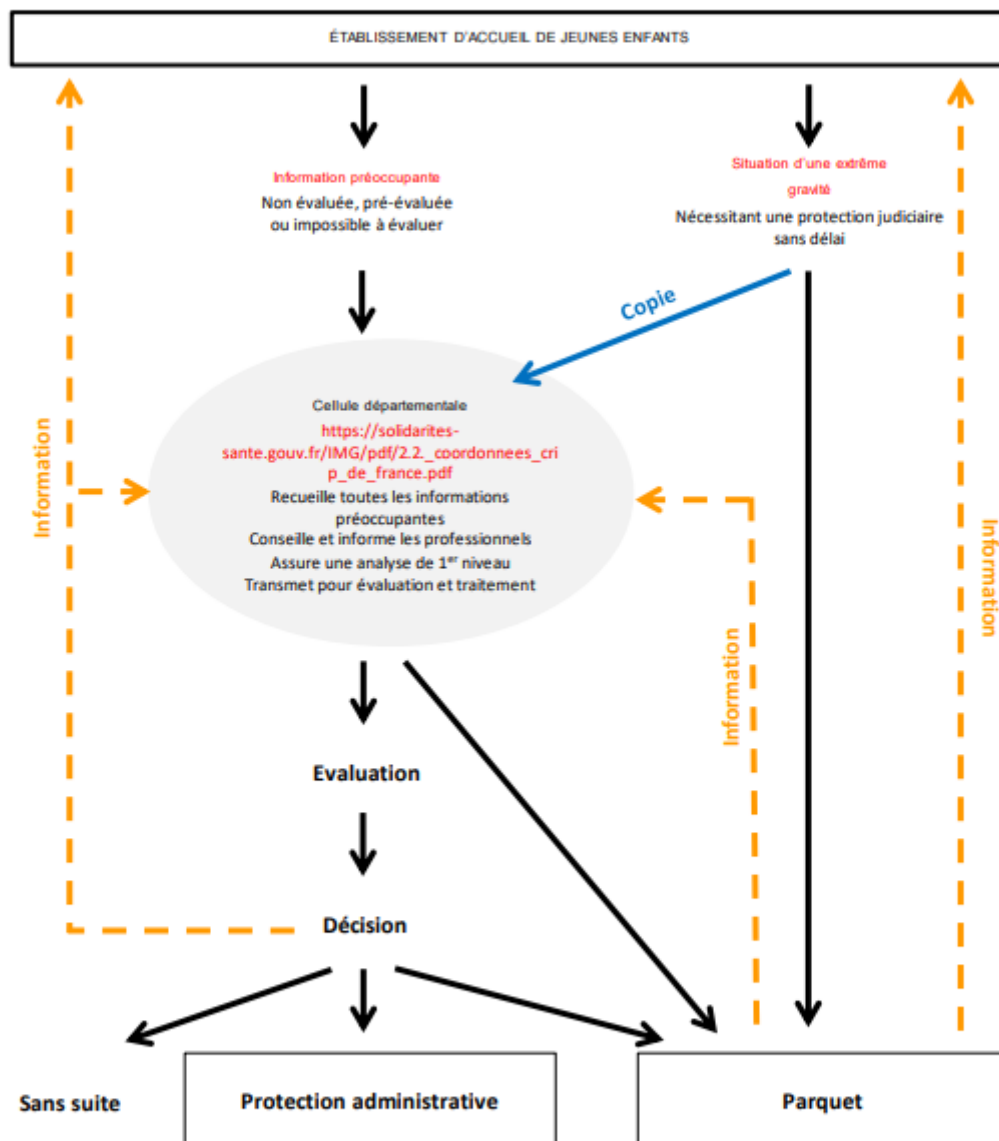 ÉTABLISSEMENT D'ACCUEIL DE JEUNES ENFANTS
Information préoccupante
Non évaluée, pré-évaluée
ou impossible à évaluer
Situation d'une extrême
gravité
Nécessitant une protection judiciaire
sans délai
Copie
Cellule départementale
https://solidarites-
sante.gouv.fr/IMG/pdf/2.2._coordonnees_cri
p_de_france.pdf
Recueille toutes les informations
préoccupantes
Conseille et informe les professionnels
Assure une analyse de 1er niveau
Transmet pour évaluation et traitement
Information
Information
Information
Evaluation
Décision
Sans suite
Protection administrative
Parquet